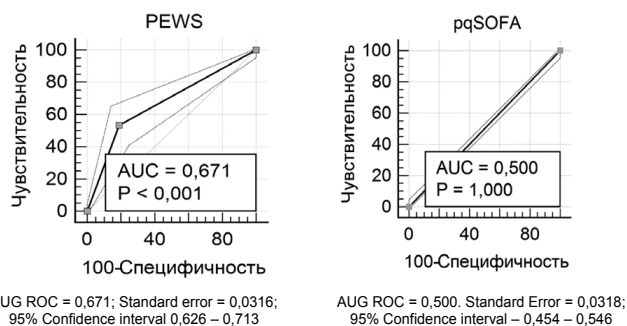 PEWS
Чувствительность
100
80
60
40
20
0
AUC = 0,671
P < 0,001
0 40 80
100-Специфичность
UG ROC = 0,671; Standard error = 0,0316;
95% Confidence interval 0,626 – 0,713
pqSOFA
Чувствительность
100
80
60
40
20
0
AUC = 0,500
P = 1,000
0 40 80
100-Специфичность
AUG ROC = 0,500. Standard Error = 0,0318;
95% Confidence interval – 0,454 – 0,546